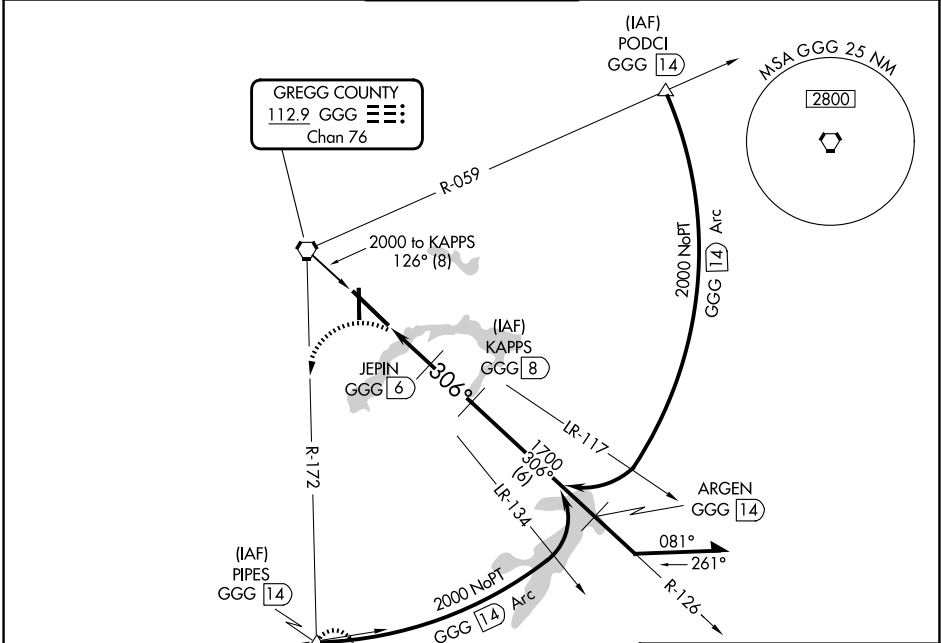 (IAF)
PODCI
GGG 14
MSA GGG 25 NM
2800
GREGG COUNTY
112.9 GGG
Chan 76
R-059
2000 to KAPPS
126° (8)
2000 NoPT
GGG 14 Arc
(IAF)
KAPPS
GGG 8
JEPIN
GGG 6
306°
LR-117
1700
306°
(6)
LR-134
R-172
ARGEN
GGG 14
081°
261°
R-126
(IAF)
PIPES
GGG 14
2000 NoPT
GGG 14 Arc